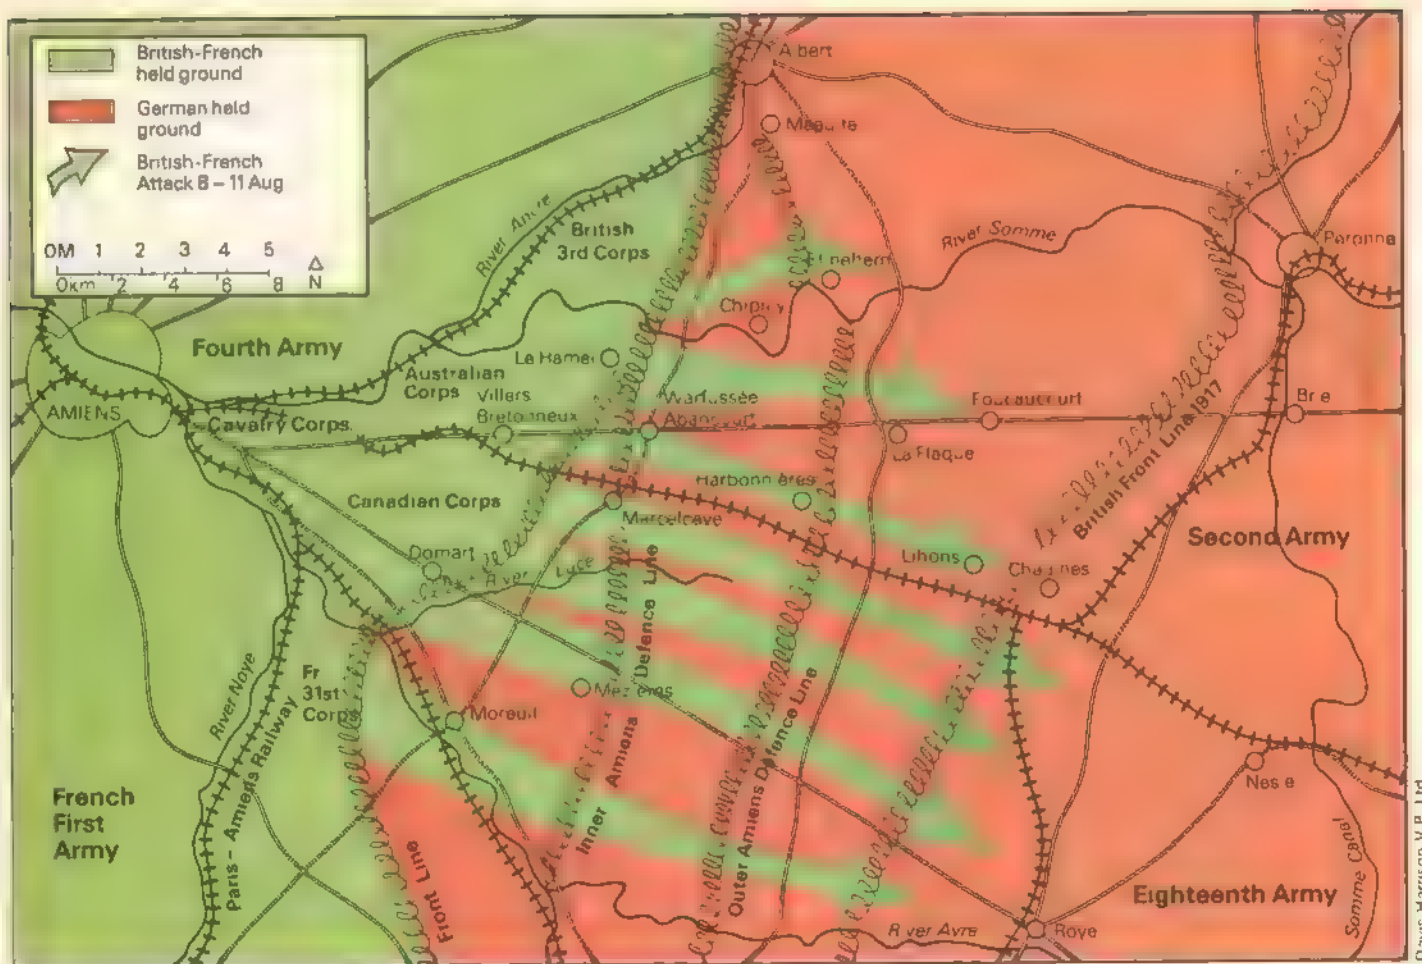 British-French
held ground
German held
ground
British-French
Attack 8 – 11 Aug
0M 1 2 3 4 5
0km 2 4 6 8
N
Albert
River Ancre
British
3rd Corps
River Somme
Peronne
Chipilly
Fourth Army
Le Hamel
Australian
Corps
Villers
Bretonneux
Warfusée
Abancourt
Foucaucourt
Brie
AMIENS
Cavalry Corps
La Flaque
British Front Line 1917
Harbonnières
Canadian Corps
Marcelcave
Second Army
Domart
River Luce
Lihons
Chaulnes
Fr
31st
Corps
River Noye
Paris – Amiens Railway
Mezieres
Moreuil
Inner Amiens Defence Line
Outer Amiens Defence Line
Nesle
French
First
Army
Front Line
Eighteenth Army
Somme Canal
River Avre
Roye